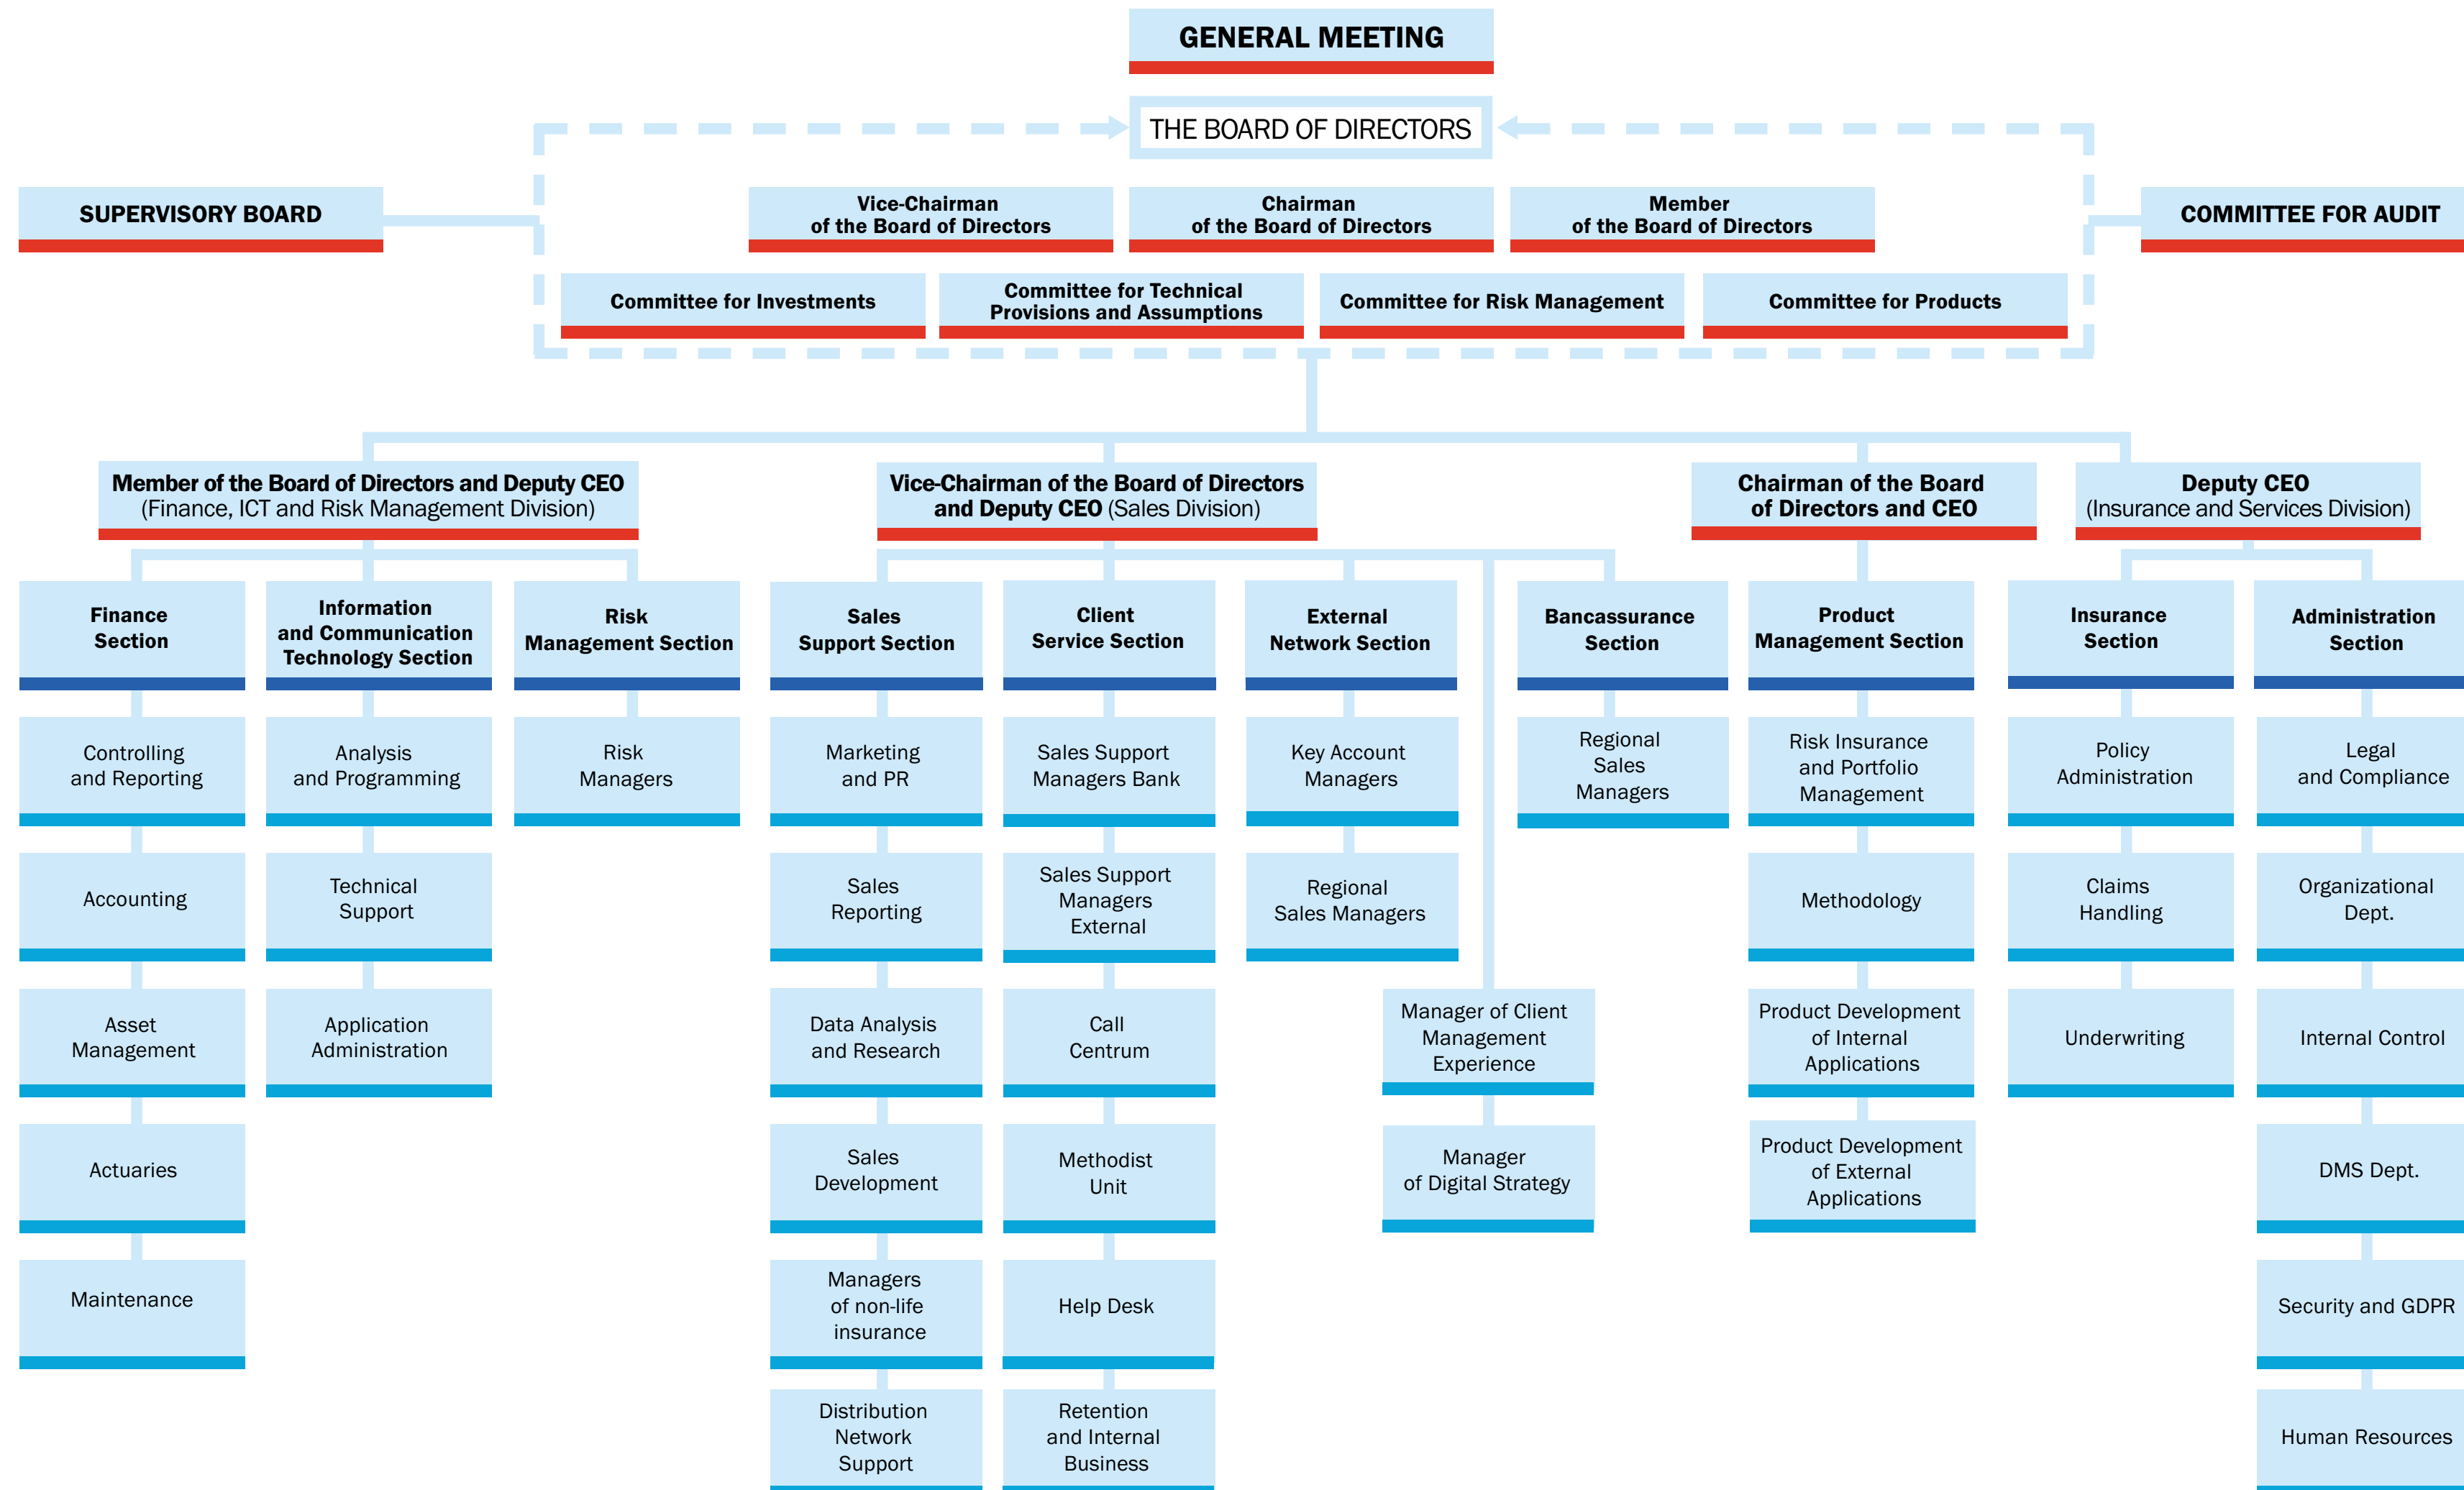 GENERAL MEETING
THE BOARD OF DIRECTORS
SUPERVISORY BOARD
Vice-Chairman
of the Board of Directors
Chairman
of the Board of Directors
Member
of the Board of Directors
COMMITTEE FOR AUDIT
Committee for Investments
Committee for Technical
Provisions and Assumptions
Committee for Risk Management
Committee for Products
Member of the Board of Directors and Deputy CEO
(Finance, ICT and Risk Management Division)
Vice-Chairman of the Board of Directors
and Deputy CEO (Sales Division)
Chairman of the Board
of Directors and CEO
Deputy CEO
(Insurance and Services Division)
Finance
Section
Information
and Communication
Technology Section
Risk
Management Section
Sales
Support Section
Client
Service Section
External
Network Section
Bancassurance
Section
Product
Management Section
Insurance
Section
Administration
Section
Controlling
and Reporting
Analysis
and Programming
Risk
Managers
Marketing
and PR
Sales Support
Managers Bank
Key Account
Managers
Regional
Sales
Managers
Risk Insurance
and Portfolio
Management
Policy
Administration
Legal
and Compliance
Accounting
Technical
Support
Sales
Reporting
Sales Support
Managers
External
Regional
Sales Managers
Methodology
Claims
Handling
Organizational
Dept.
Asset
Management
Application
Administration
Data Analysis
and Research
Call
Centrum
Manager of Client
Management
Experience
Product Development
of Internal
Applications
Underwriting
Internal Control
Actuaries
Sales
Development
Methodist
Unit
Manager
of Digital Strategy
Product Development
of External
Applications
DMS Dept.
Maintenance
Managers
of non-life
insurance
Help Desk
Security and GDPR
Distribution
Network
Support
Retention
and Internal
Business
Human Resources